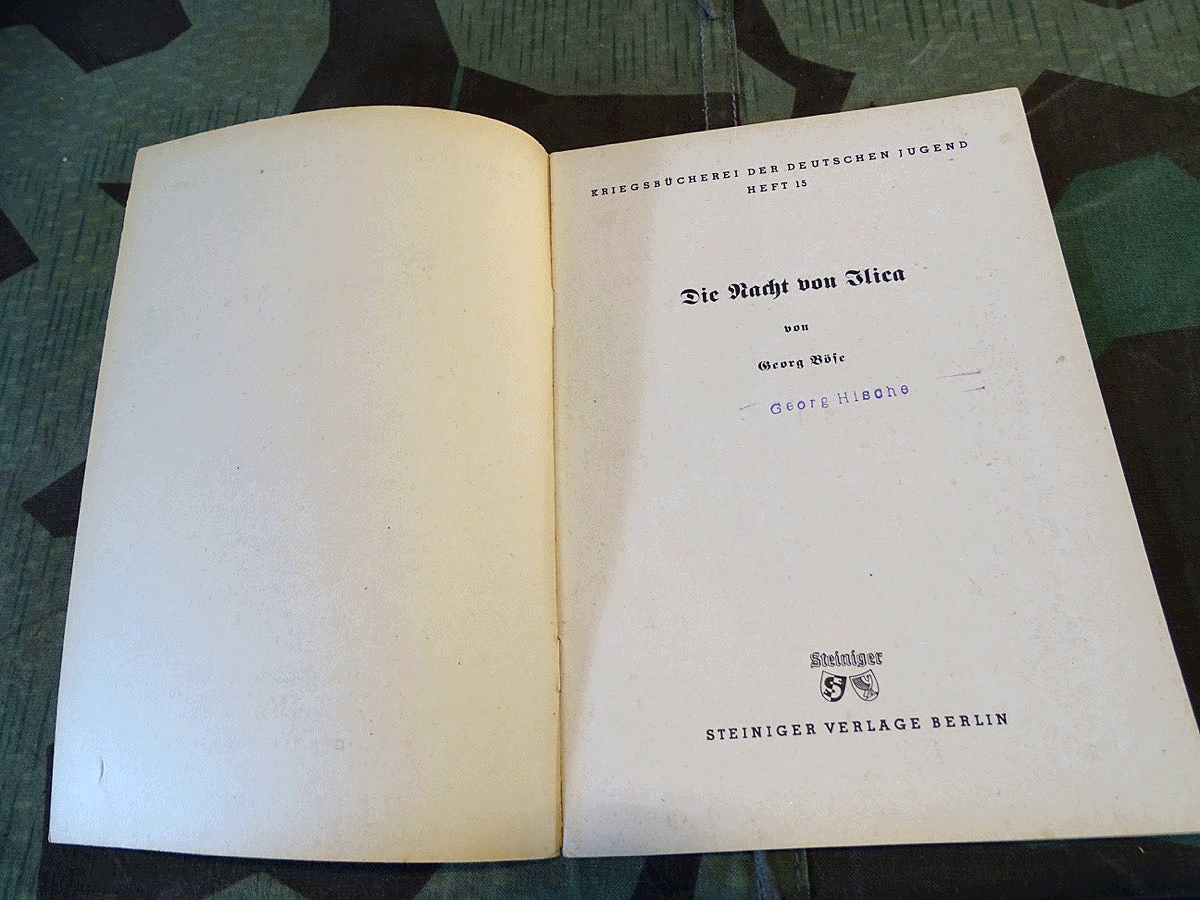 KRIEGSBÜCHEREI DER DEUTSCHEN JUGEND
HEFT 15
Die Nacht von Ilica
von
Georg Böse
Georg Hische
Steiniger
STEINIGER VERLAGE BERLIN